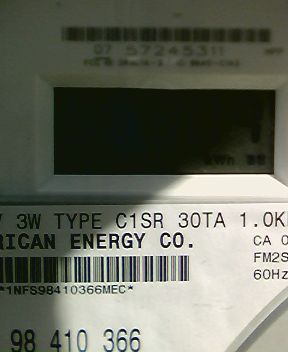 07 57245311
kWh
V 3W TYPE C1SR 30TA 1.0K
RICAN ENERGY CO.
CA 0
FM2S
60Hz
*1NFS98410366MEC*
98 410 366